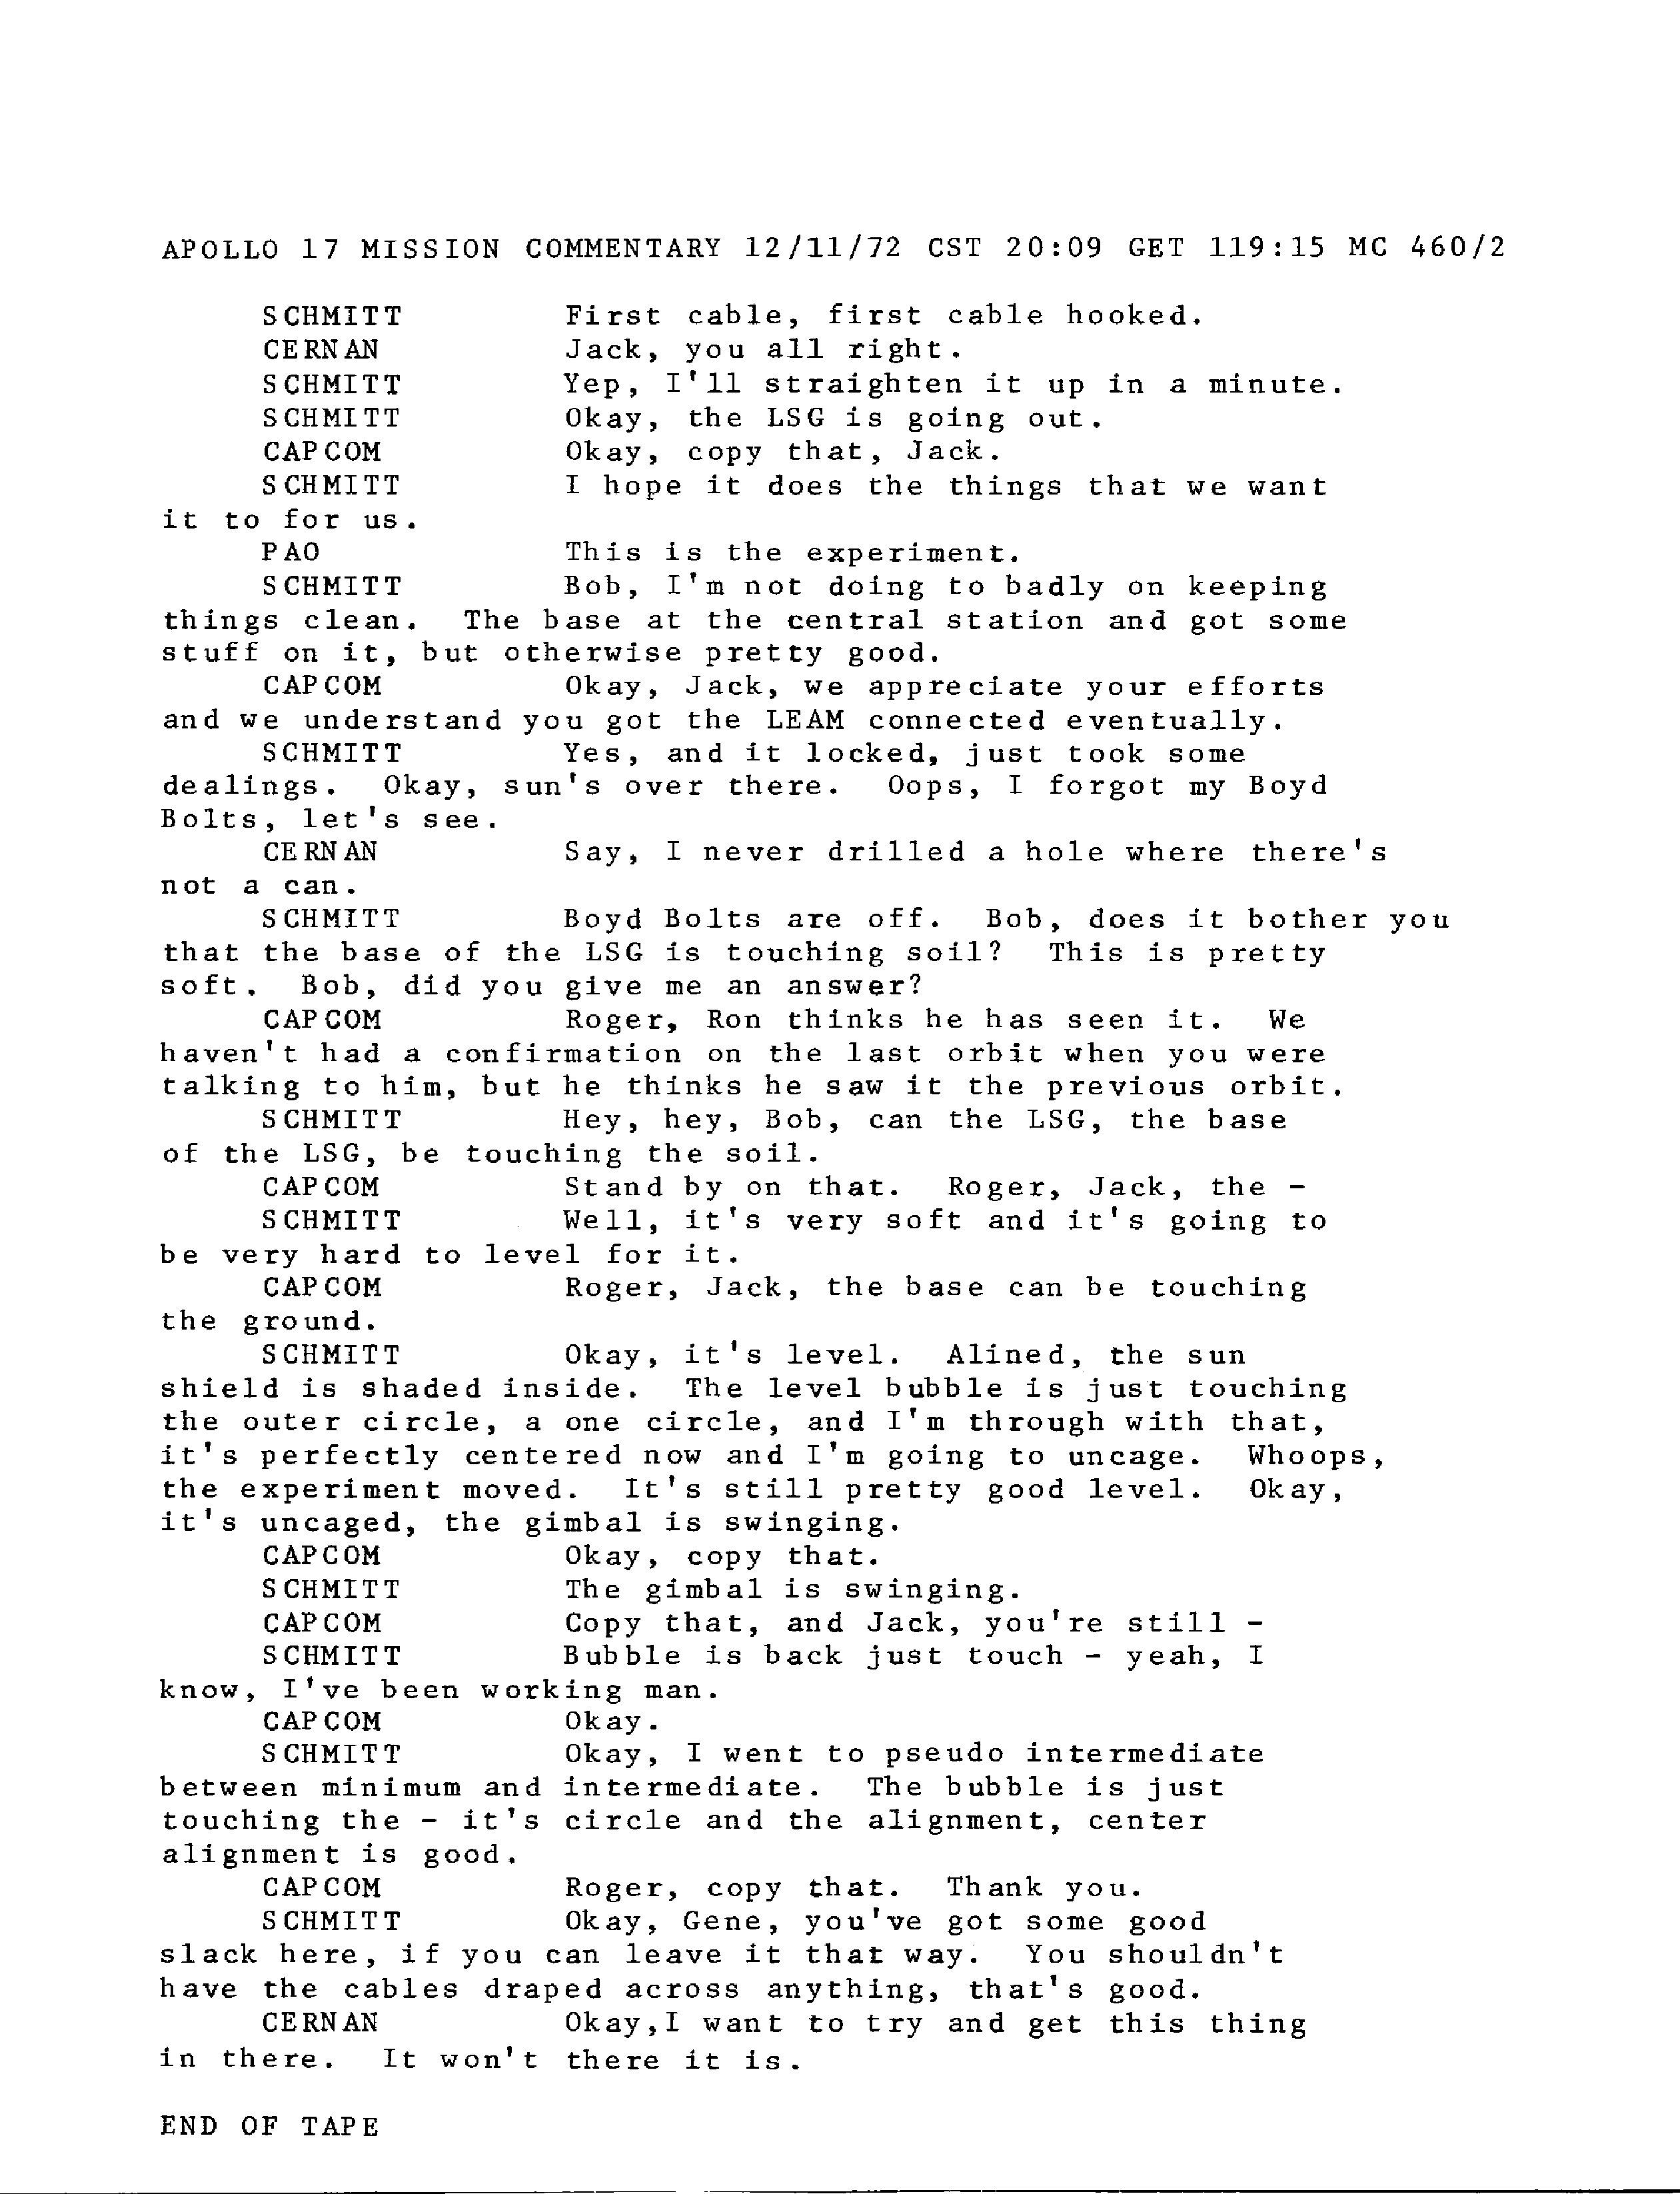 APOLLO 17 MISSION COMMENTARY 12/11/72 CST 20:09 GET 119:15 MC 460/2
SCHMITT First cable, first cable hooked.
CERNAN Jack, you all right.
SCHMITT Yep, I'll straighten it up in a minute.
SCHMITT Okay, the LSG is going out.
CAPCOM Okay, copy that, Jack.
SCHMITT I hope it does the things that we want
it to for us.
PAO This is the experiment.
SCHMITT Bob, I'm not doing to badly on keeping
things clean. The base at the central station and got some
stuff on it, but otherwise pretty good.
CAPCOM Okay, Jack, we appreciate your efforts
and we understand you got the LEAM connected eventually.
SCHMITT Yes, and it locked, just took some
dealings. Okay, sun's over there. Oops, I forgot my Boyd
Bolts, let's see.
CERNAN Say, I never drilled a hole where there's
not a can.
SCHMITT Boyd Bolts are off. Bob, does it bother you
that the base of the LSG is touching soil? This is pretty
soft. Bob, did you give me an answer?
CAPCOM Roger, Ron thinks he has seen it. We
haven't had a confirmation on the last orbit when you were
talking to him, but he thinks he saw it the previous orbit.
SCHMITT Hey, hey, Bob, can the LSG, the base
of the LSG, be touching the soil.
CAPCOM Stand by on that. Roger, Jack, the -
SCHMITT Well, it's very soft and it's going to
be very hard to level for it.
CAPCOM Roger, Jack, the base can be touching
the ground.
SCHMITT Okay, it's level. Alined, the sun
shield is shaded inside. The level bubble is just touching
the outer circle, a one circle, and I'm through with that,
it's perfectly centered now and I'm going to uncage. Whoops,
the experiment moved. It's still pretty good level. Okay,
it's uncaged, the gimbal is swinging.
CAPCOM Okay, copy that.
SCHMITT The gimbal is swinging.
CAPCOM Copy that, and Jack, you're still -
SCHMITT Bubble is back just touch - yeah, I
know, I've been working man.
CAPCOM Okay.
SCHMITT Okay, I went to pseudo intermediate
between minimum and intermediate. The bubble is just
touching the - it's circle and the alignment, center
alignment is good.
CAPCOM Roger, copy that. Thank you.
SCHMITT Okay, Gene, you've got some good
slack here, if you can leave it that way. You shouldn't
have the cables draped across anything, that's good.
CERNAN Okay,I want to try and get this thing
in there. It won't there it is.
END OF TAPE